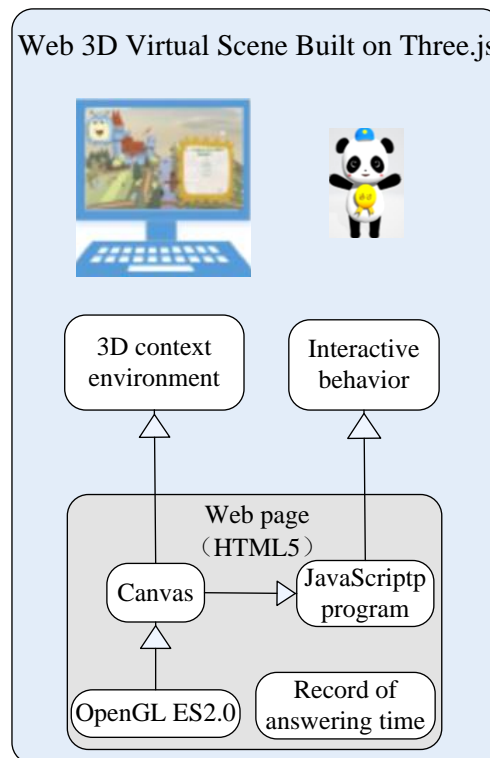 Web 3D Virtual Scene Built on Three.js
3D context
environment
Interactive
behavior
Web page
（HTML5）
Canvas
JavaScriptp
program
OpenGL ES2.0
Record of
answering time